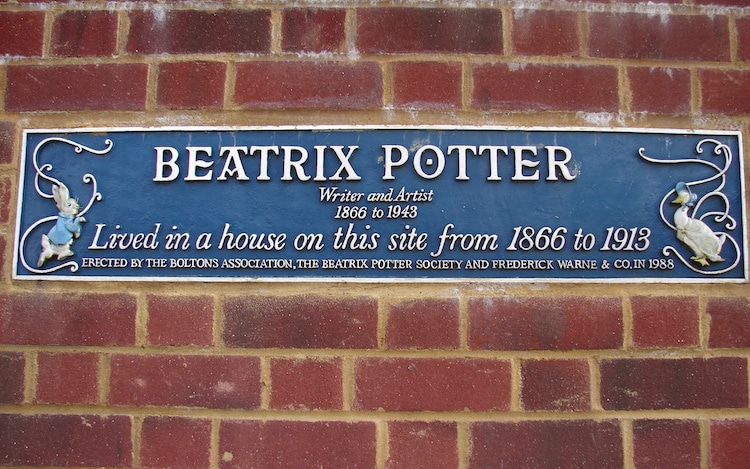 BEATRIX POTTER
Writer and Artist
1866 to 1943
Lived in a house on this site from 1866 to 1913
ERECTED BY THE BOLTONS ASSOCIATION, THE BEATRIX POTTER SOCIETY AND FREDERICK WARNE & CO, IN 1988